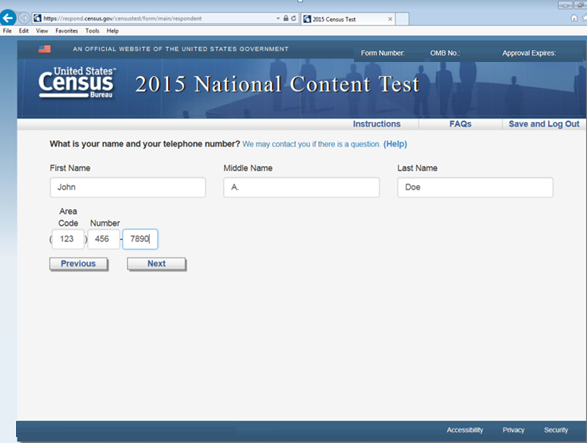 https://respond.census.gov/censustest/form/main/respondent
2015 Census Test
File Edit View Favorites Tools Help
AN OFFICIAL WEBSITE OF THE UNITED STATES GOVERNMENT
Form Number: OMB No.: Approval Expires:
United States™
Census
Bureau
2015 National Content Test
Instructions FAQs Save and Log Out
What is your name and your telephone number? We may contact you if there is a question. (Help)
First Name Middle Name Last Name
John A. Doe
Area
Code Number
( 123 ) 456 - 7890
Previous Next
Accessibility Privacy Security